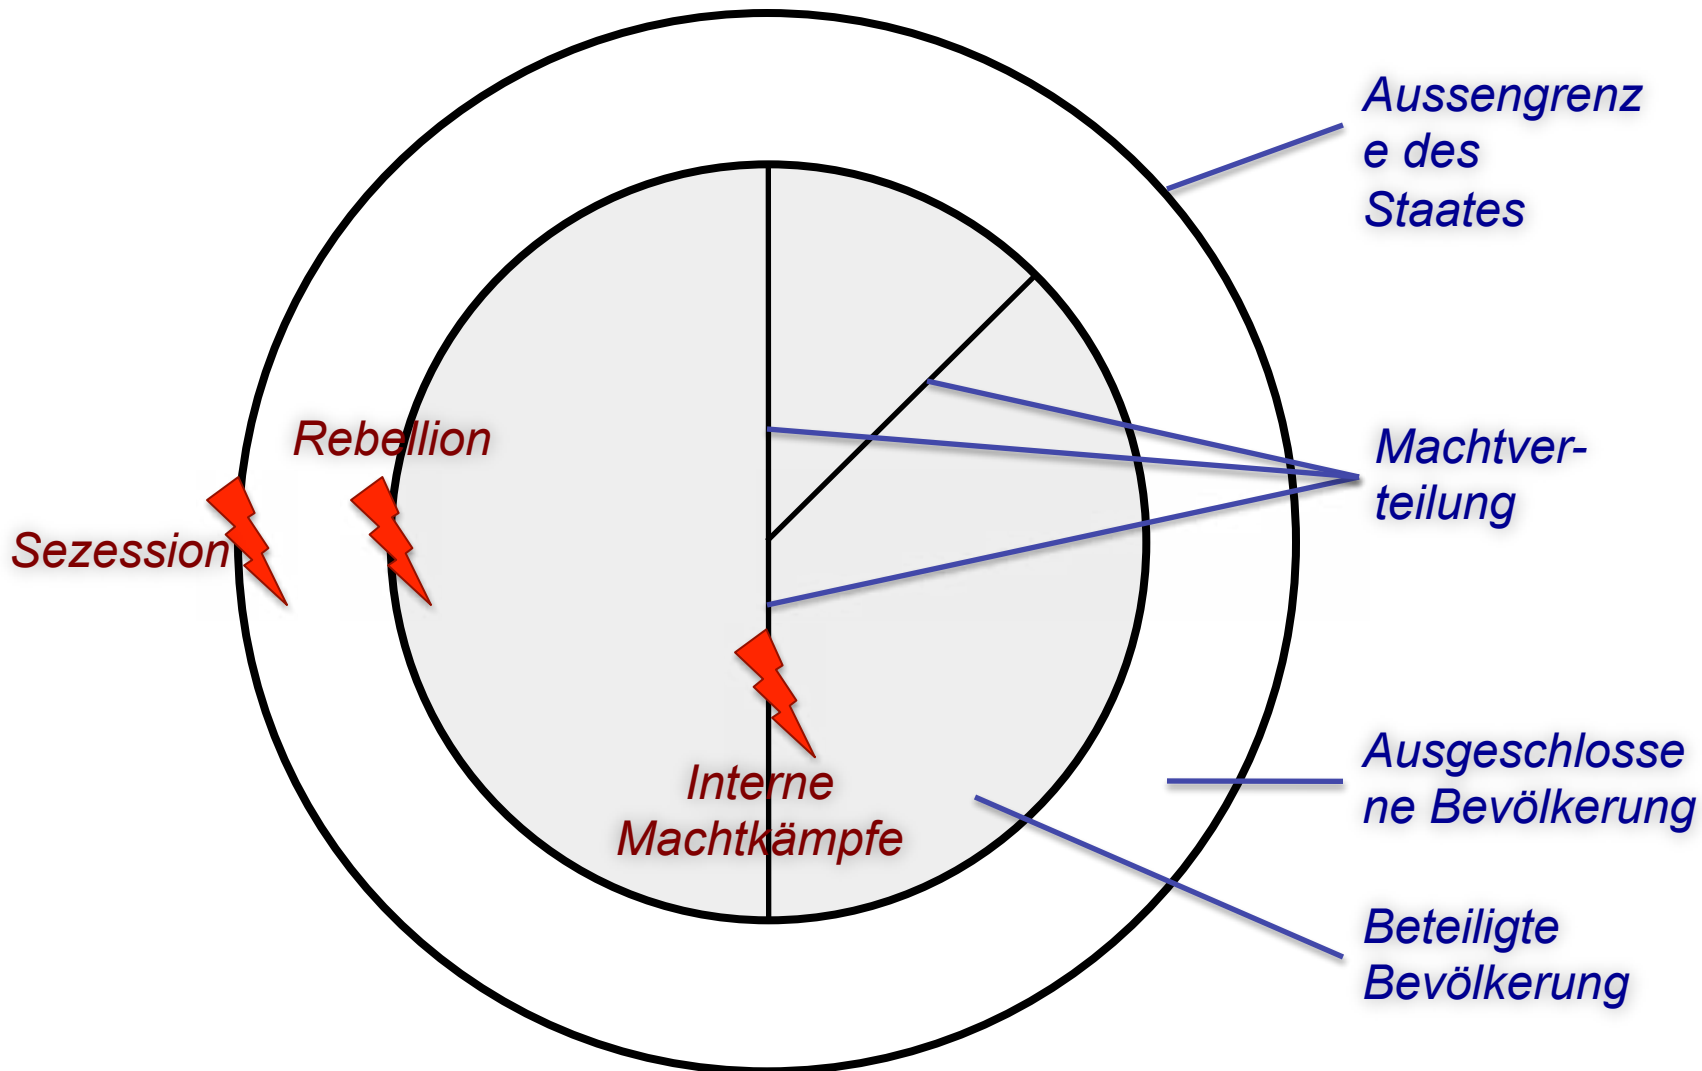 Aussengrenz
e des
Staates
Rebellion
Machtver-
teilung
Sezession
Interne
Machtkämpfe
Ausgeschlosse
ne Bevölkerung
Beteiligte
Bevölkerung